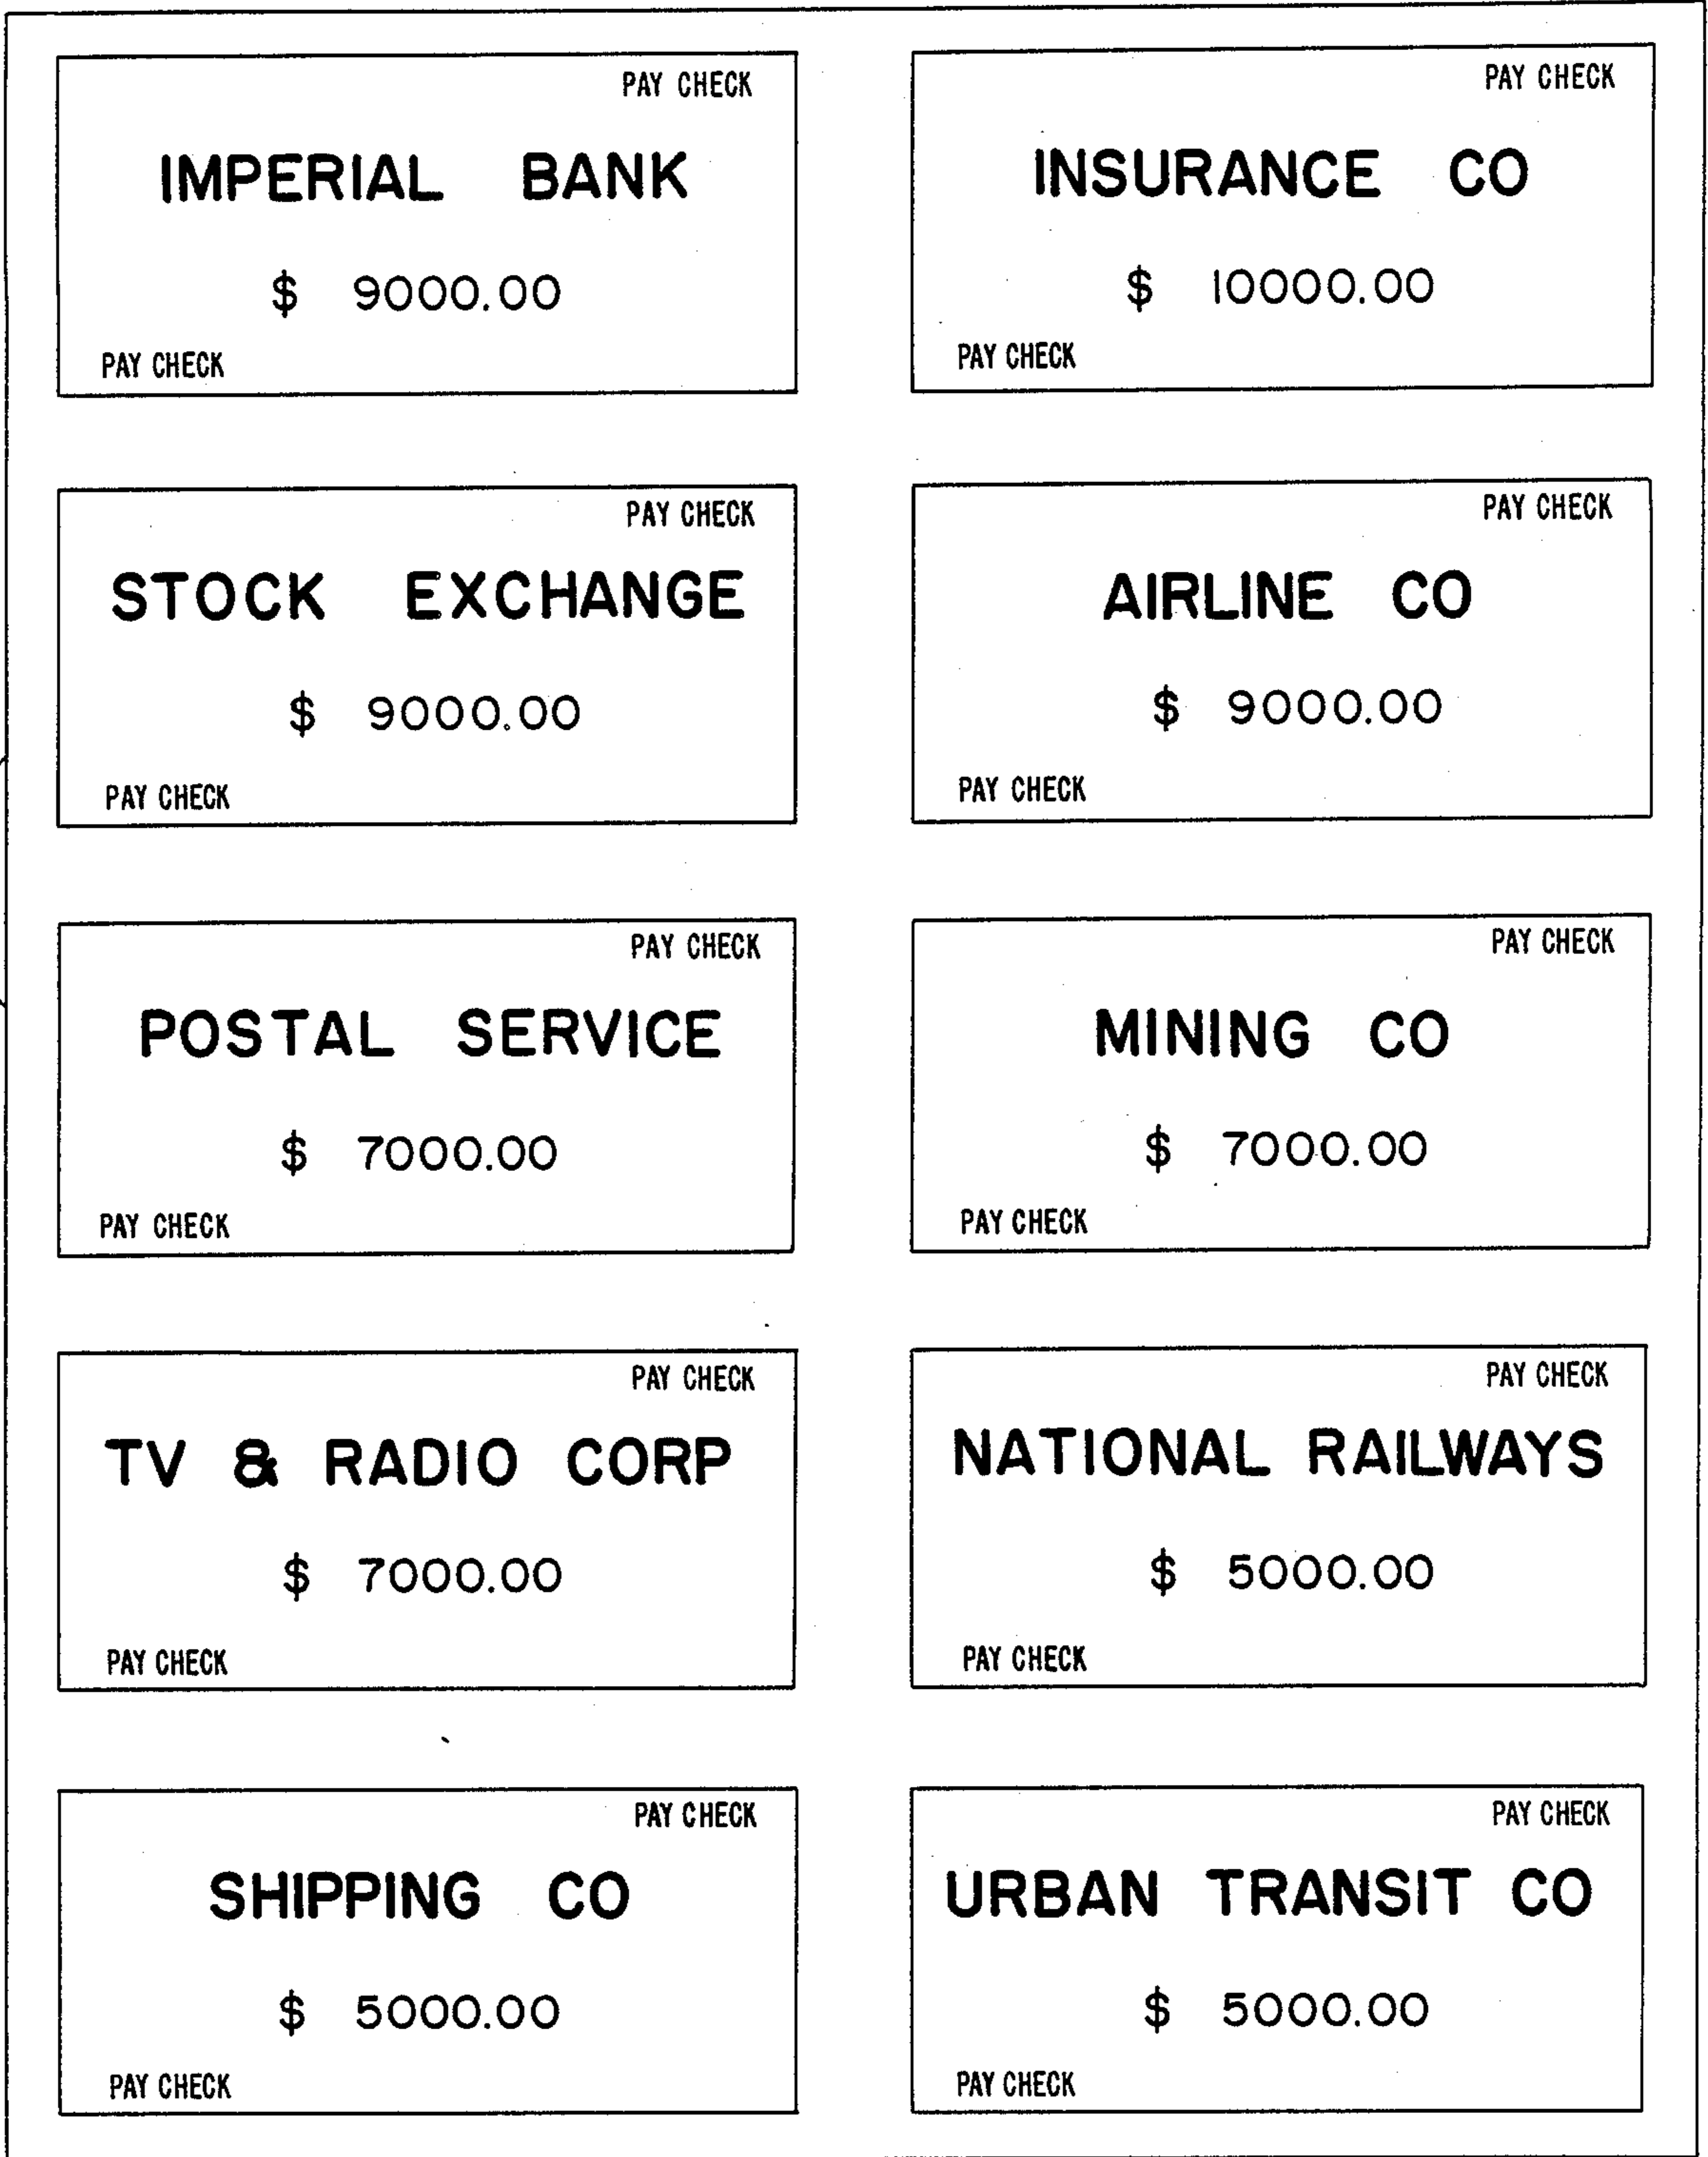 PAY CHECK
IMPERIAL BANK
$ 9000.00
PAY CHECK
PAY CHECK
INSURANCE CO
$ 10000.00
PAY CHECK
PAY CHECK
STOCK EXCHANGE
$ 9000.00
PAY CHECK
PAY CHECK
AIRLINE CO
$ 9000.00
PAY CHECK
PAY CHECK
POSTAL SERVICE
$ 7000.00
PAY CHECK
PAY CHECK
MINING CO
$ 7000.00
PAY CHECK
PAY CHECK
TV & RADIO CORP
$ 7000.00
PAY CHECK
PAY CHECK
NATIONAL RAILWAYS
$ 5000.00
PAY CHECK
PAY CHECK
SHIPPING CO
$ 5000.00
PAY CHECK
PAY CHECK
URBAN TRANSIT CO
$ 5000.00
PAY CHECK